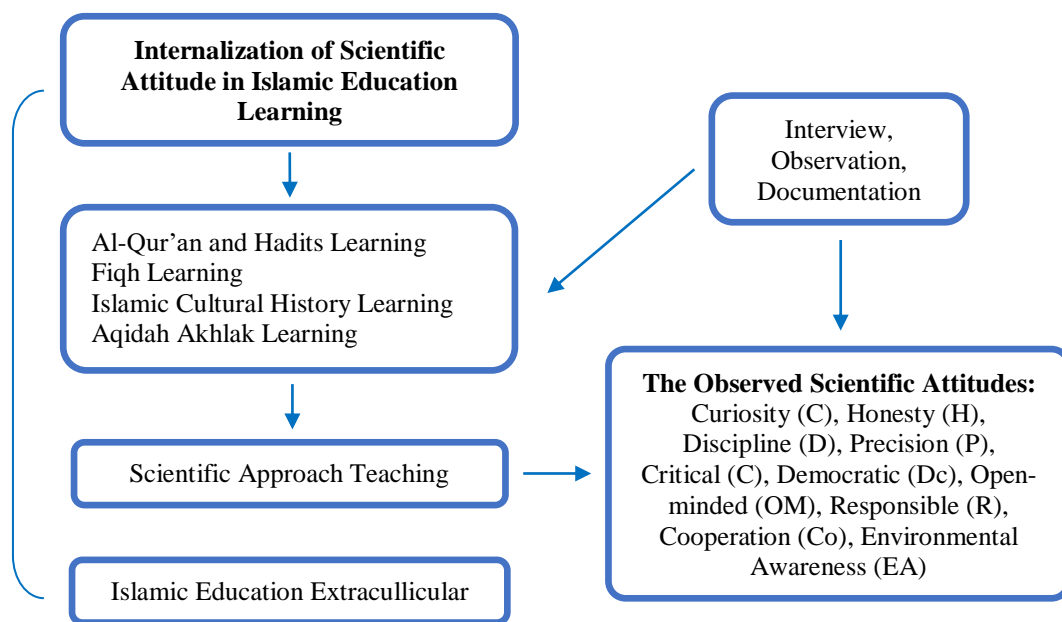 Internalization of Scientific
Attitude in Islamic Education
Learning
Interview,
Observation,
Documentation
Al-Qur’an and Hadits Learning
Fiqh Learning
Islamic Cultural History Learning
Aqidah Akhlak Learning
The Observed Scientific Attitudes:
Curiosity (C), Honesty (H),
Discipline (D), Precision (P),
Critical (C), Democratic (Dc), Open-
minded (OM), Responsible (R),
Cooperation (Co), Environmental
Awareness (EA)
Scientific Approach Teaching
Islamic Education Extracullicular